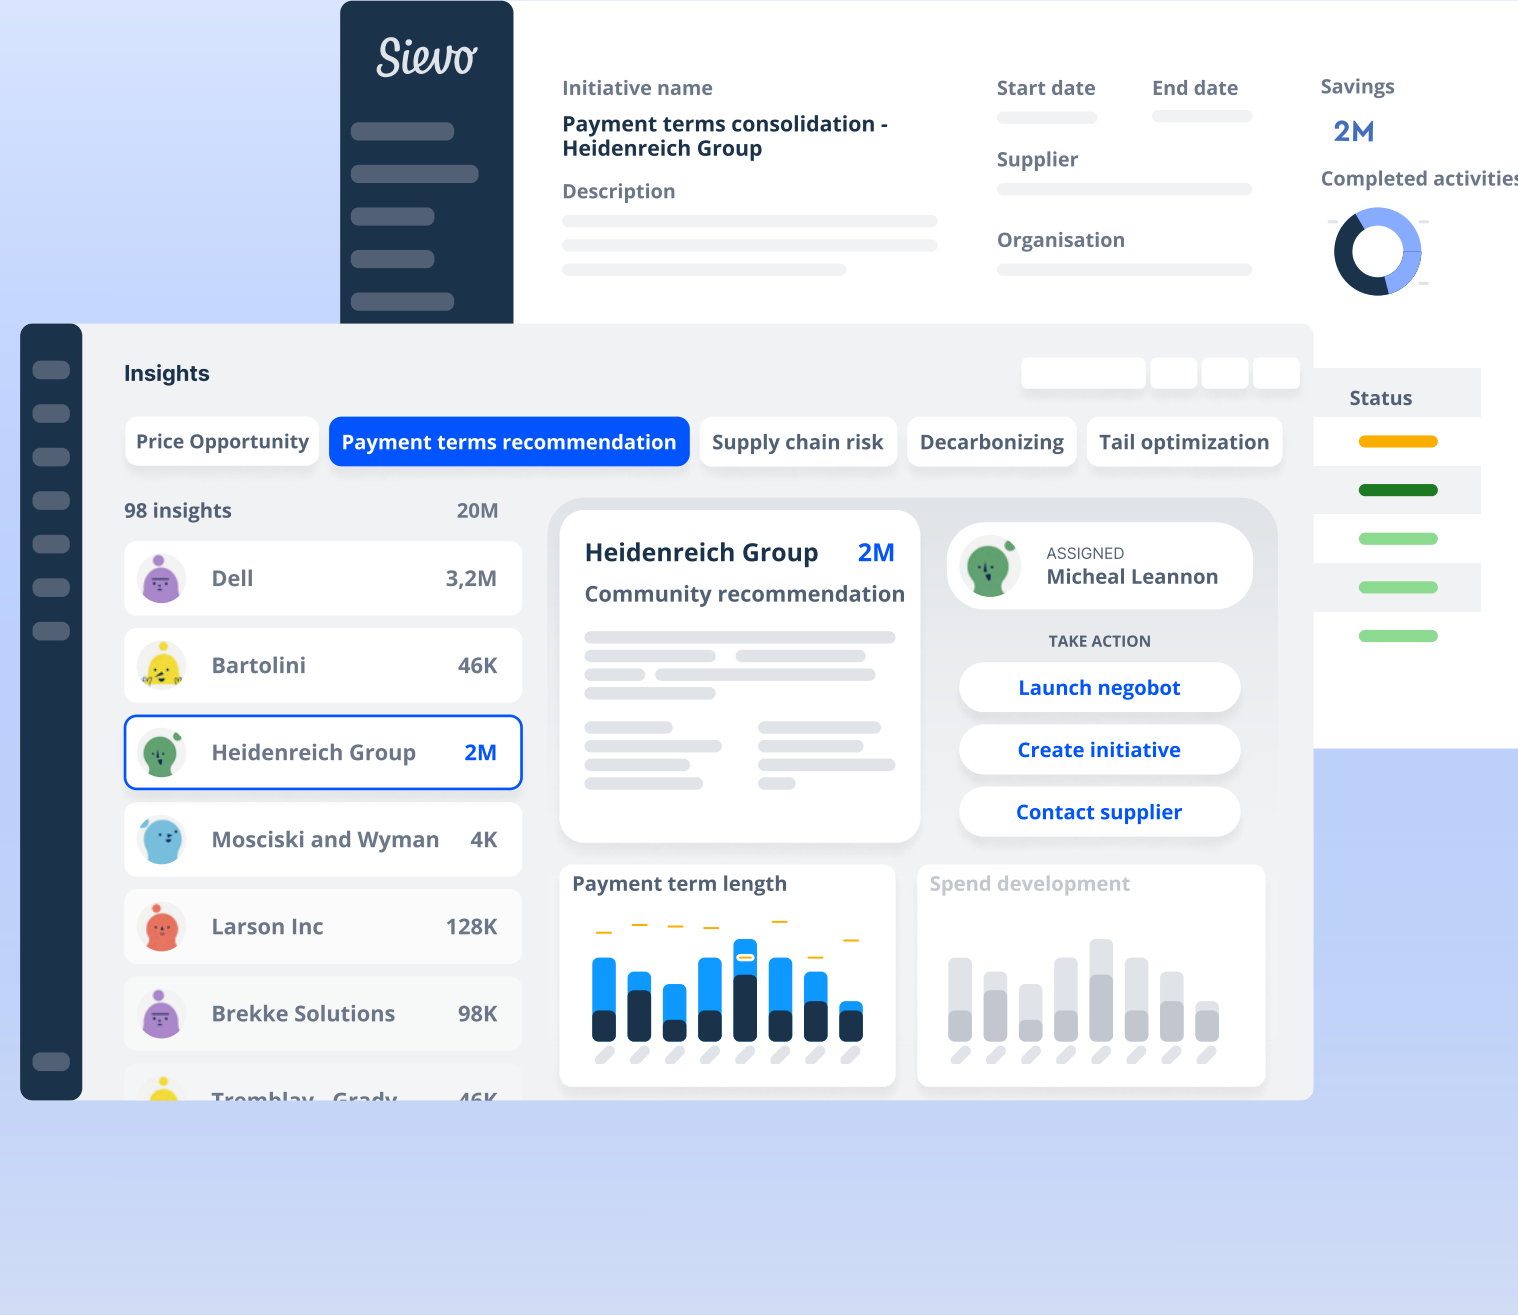 Sievo
Initiative name
Payment terms consolidation -
Heidenreich Group
Description
Start date
End date
Supplier
Organisation
Savings
2M
Completed activities
Status
Insights
Price Opportunity
Payment terms recommendation
Supply chain risk
Decarbonizing
Tail optimization
98 insights 20M
Dell 3,2M
Bartolini 46K
Heidenreich Group 2M
Mosciski and Wyman 4K
Larson Inc 128K
Brekke Solutions 98K
Tremblay - Grady 46K
Heidenreich Group 2M
Community recommendation
ASSIGNED
Micheal Leannon
TAKE ACTION
Launch negobot
Create initiative
Contact supplier
Payment term length
Spend development